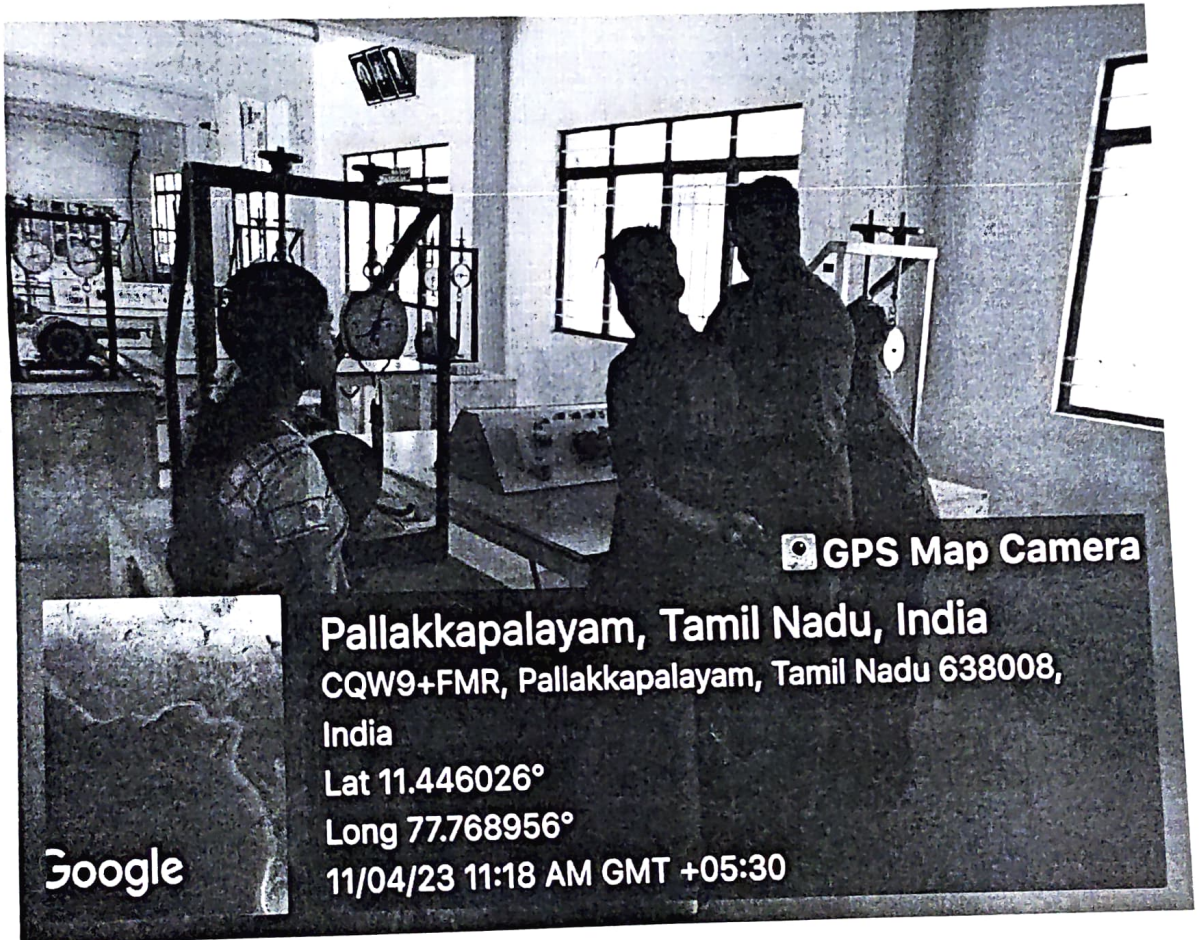 GPS Map Camera
Pallakkapalayam, Tamil Nadu, India
CQW9+FMR, Pallakkapalayam, Tamil Nadu 638008,
India
Lat 11.446026°
Long 77.768956°
11/04/23 11:18 AM GMT +05:30
Google